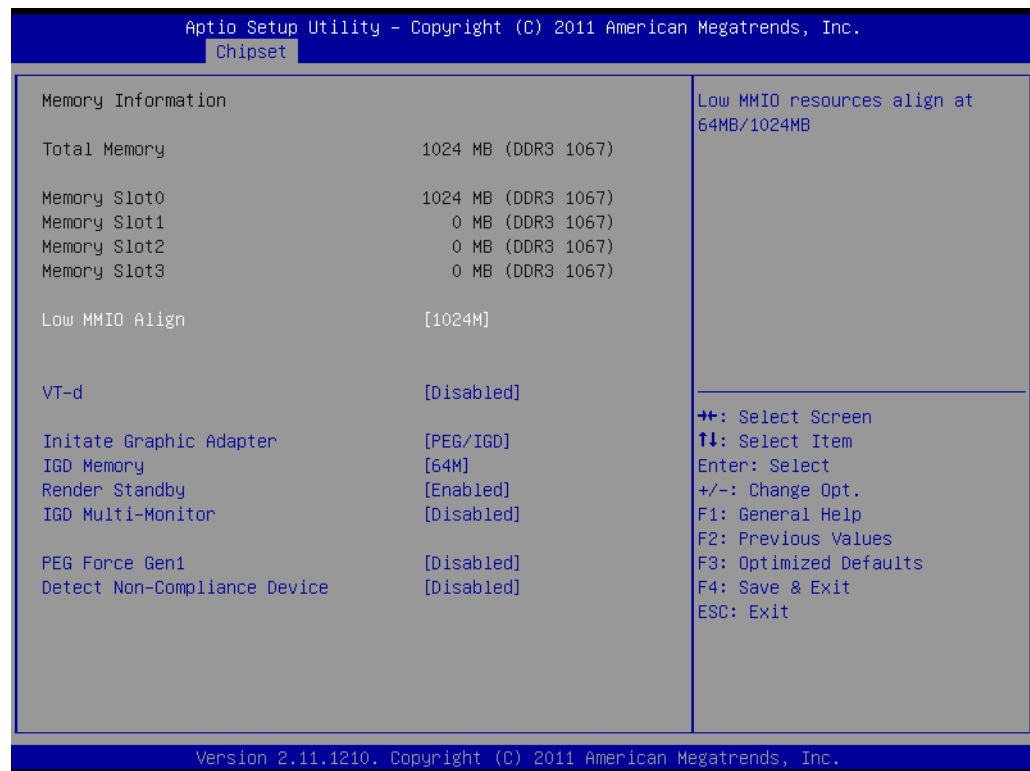 Aptio Setup Utility – Copyright (C) 2011 American Megatrends, Inc.
Chipset
Memory Information
Total Memory 1024 MB (DDR3 1067)
Memory Slot0 1024 MB (DDR3 1067)
Memory Slot1 0 MB (DDR3 1067)
Memory Slot2 0 MB (DDR3 1067)
Memory Slot3 0 MB (DDR3 1067)
Low MMIO Align [1024M]
VT-d [Disabled]
Initate Graphic Adapter [PEG/IGD]
IGD Memory [64M]
Render Standby [Enabled]
IGD Multi-Monitor [Disabled]
PEG Force Gen1 [Disabled]
Detect Non-Compliance Device [Disabled]
Low MMIO resources align at
64MB/1024MB
→←: Select Screen
↑↓: Select Item
Enter: Select
+/-: Change Opt.
F1: General Help
F2: Previous Values
F3: Optimized Defaults
F4: Save & Exit
ESC: Exit
Version 2.11.1210. Copyright (C) 2011 American Megatrends, Inc.